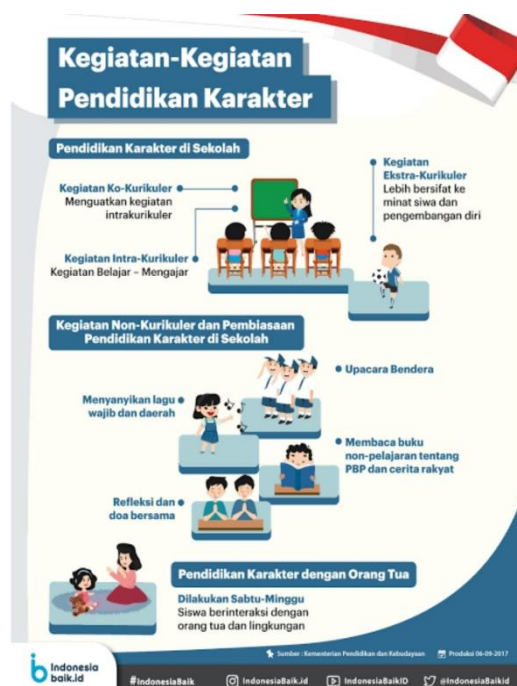 Kegiatan-Kegiatan
Pendidikan Karakter
Pendidikan Karakter di Sekolah
Kegiatan Ko-Kurikuler
Menguatkan kegiatan
intrakurikuler
Kegiatan Intra-Kurikuler
Kegiatan Belajar – Mengajar
Kegiatan
Ekstra-Kurikuler
Lebih bersifat ke
minat siwa dan
pengembangan diri
Kegiatan Non-Kurikuler dan Pembiasaan
Pendidikan Karakter di Sekolah
Upacara Bendera
Menyanyikan lagu
wajib dan daerah
Membaca buku
non-pelajaran tentang
PBP dan cerita rakyat
Refleksi dan
doa bersama
Pendidikan Karakter dengan Orang Tua
Dilakukan Sabtu-Minggu
Siswa berinteraksi dengan
orang tua dan lingkungan
Sumber : Kementerian Pendidikan dan Kebudayaan Produksi 06-09-2017
Indonesia
baik.id
#IndonesiaBaik IndonesiaBaik.id IndonesiaBaikID @IndonesiaBaikid